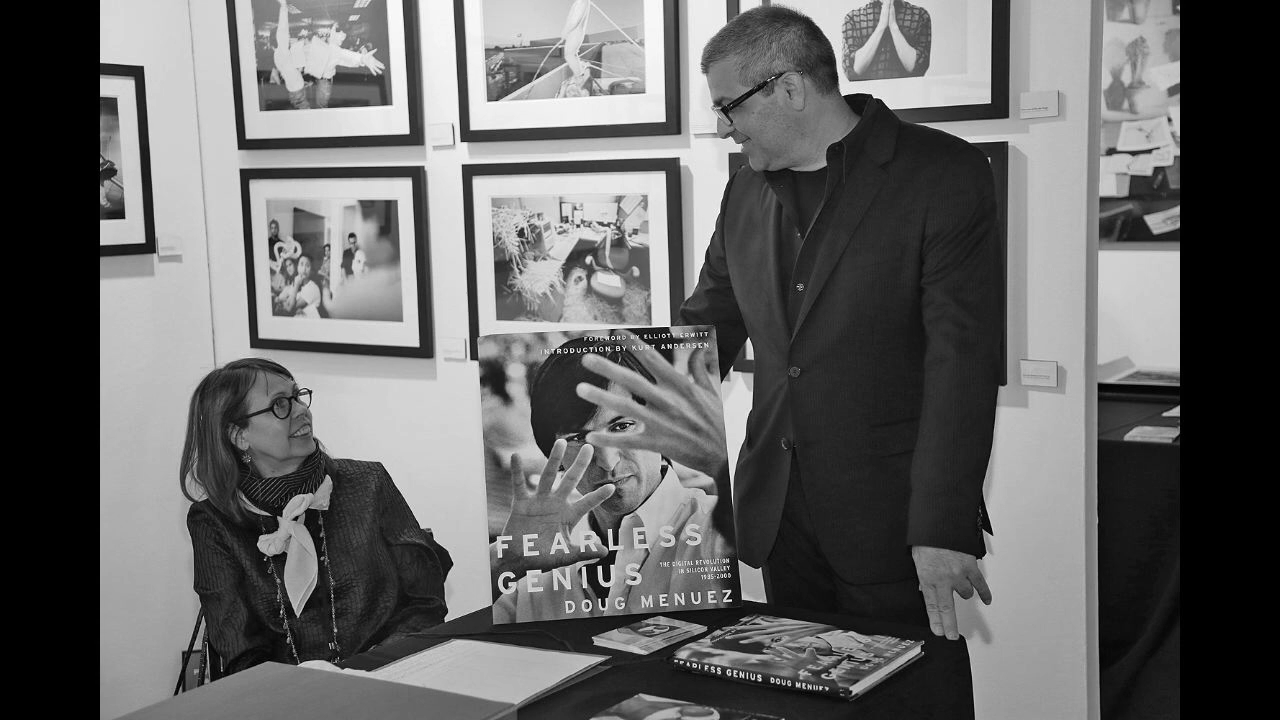 FOREWORD BY ELLIOTT ERWITT
INTRODUCTION BY KURT ANDERSEN
FEARLESS
GENIUS
THE DIGITAL REVOLUTION
IN SILICON VALLEY
1985-2000
DOUG MENUEZ
FEARLESS GENIUS DOUG MENUEZ